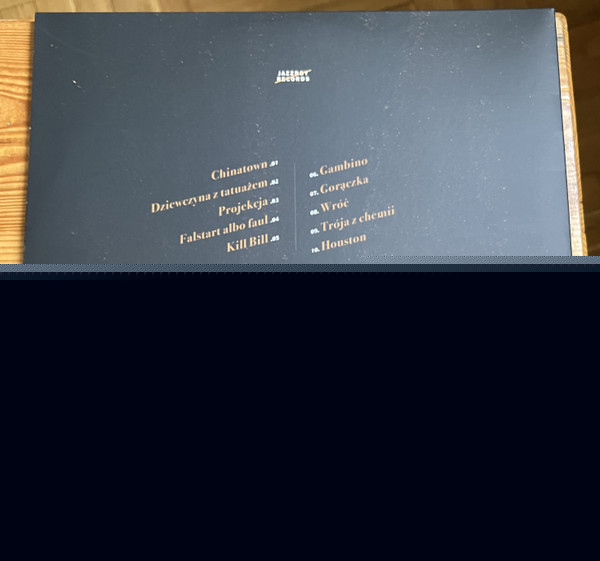 JAZZBOY
RECORDS
Chinatown .01
Dziewczyna z tatuażem .02
Projekcja .03
Falstart albo faul .04
Kill Bill .05
06. Gambino
07. Gorączka
08. Wróć
09. Trója z chemii
10. Houston